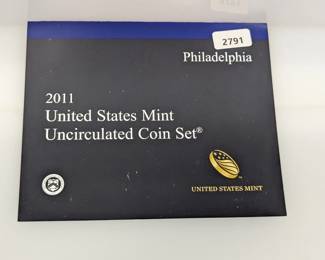 2791
Philadelphia
2011
United States Mint
Uncirculated Coin Set®
UNITED STATES MINT